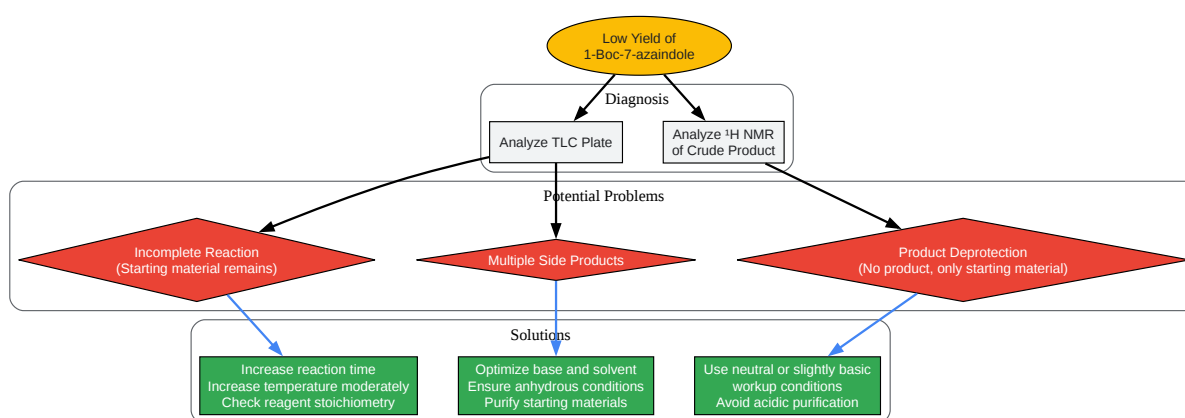 Low Yield of
1-Boc-7-azaindole
Diagnosis
Analyze TLC Plate
Analyze ¹H NMR
of Crude Product
Potential Problems
Incomplete Reaction
(Starting material remains)
Multiple Side Products
Product Deprotection
(No product, only starting material)
Solutions
Increase reaction time
Increase temperature moderately
Check reagent stoichiometry
Optimize base and solvent
Ensure anhydrous conditions
Purify starting materials
Use neutral or slightly basic
workup conditions
Avoid acidic purification